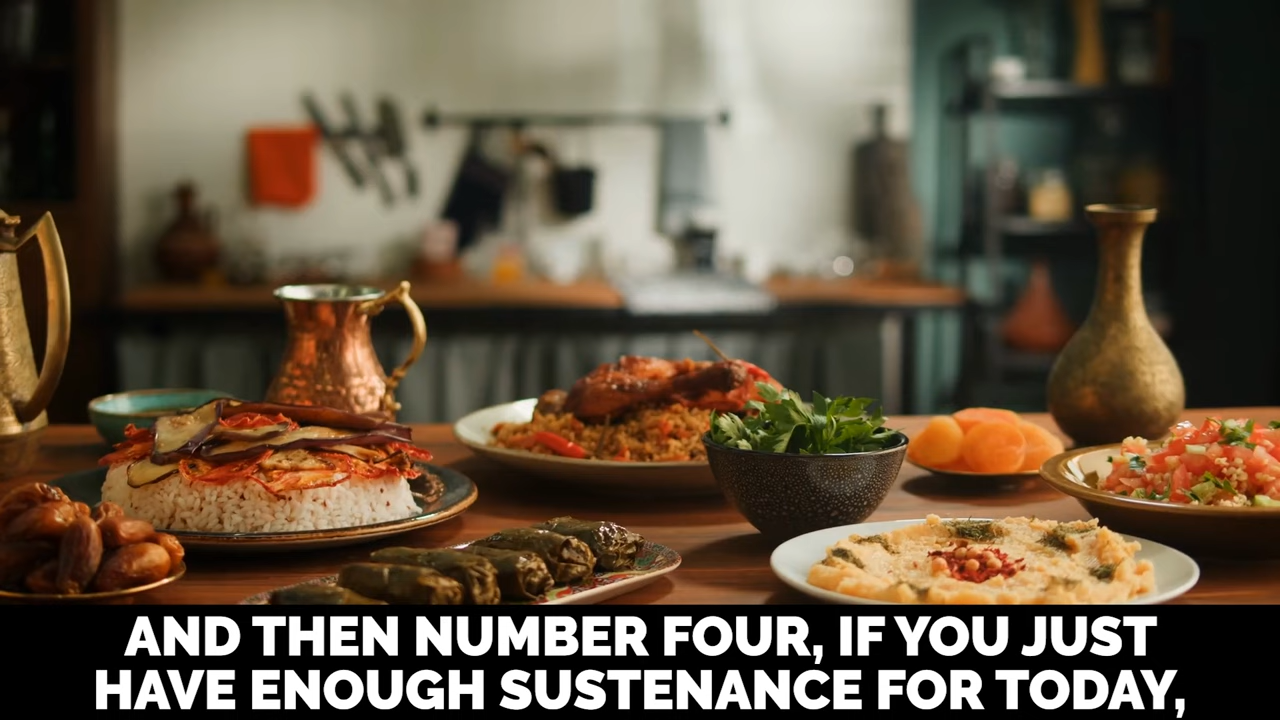 AND THEN NUMBER FOUR, IF YOU JUST
HAVE ENOUGH SUSTENANCE FOR TODAY,